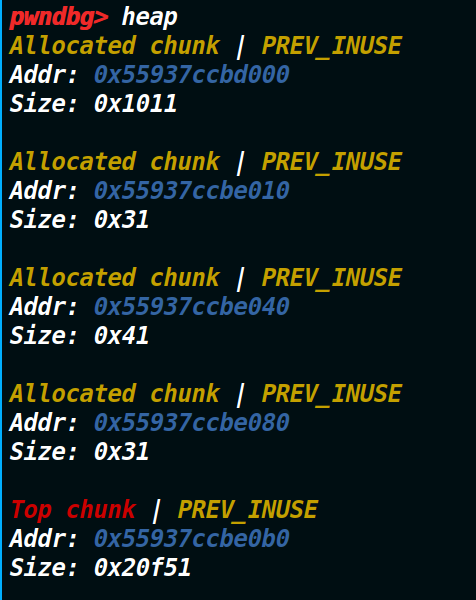 pwndbg> heap
Allocated chunk | PREV_INUSE
Addr: 0x55937ccbd000
Size: 0x1011
Allocated chunk | PREV_INUSE
Addr: 0x55937ccbe010
Size: 0x31
Allocated chunk | PREV_INUSE
Addr: 0x55937ccbe040
Size: 0x41
Allocated chunk | PREV_INUSE
Addr: 0x55937ccbe080
Size: 0x31
Top chunk | PREV_INUSE
Addr: 0x55937ccbe0b0
Size: 0x20f51